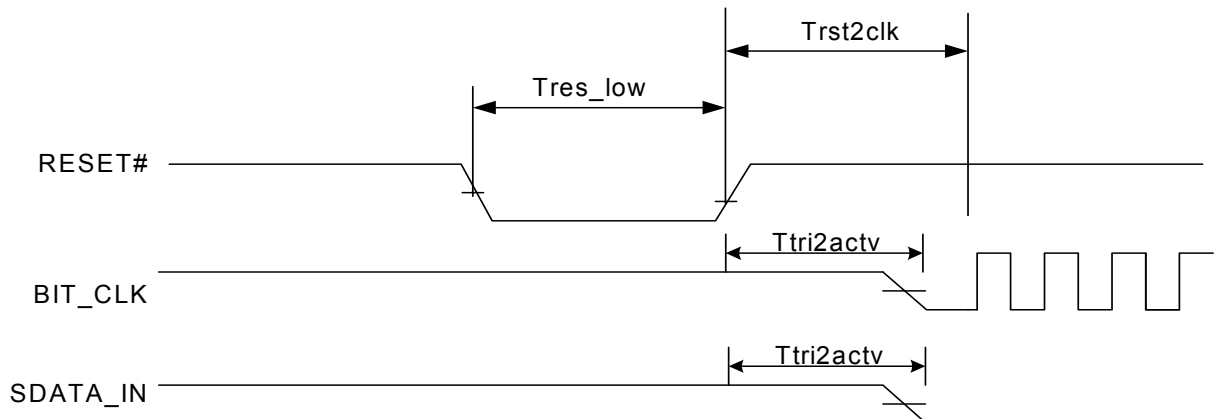 Trst2clk
Tres_low
RESET#
Ttri2actv
BIT_CLK
Ttri2actv
SDATA_IN